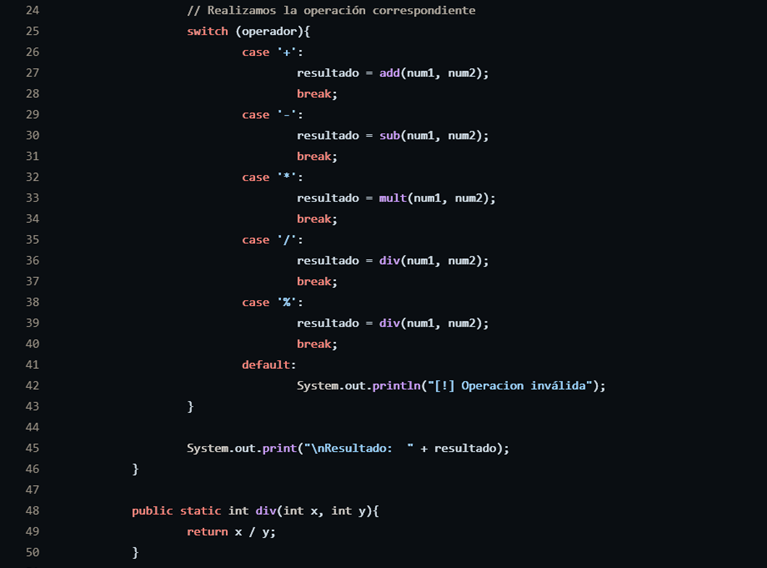 24 // Realizamos la operación correspondiente
25 switch (operador){
26 case '+':
27 resultado = add(num1, num2);
28 break;
29 case '-':
30 resultado = sub(num1, num2);
31 break;
32 case '*':
33 resultado = mult(num1, num2);
34 break;
35 case '/':
36 resultado = div(num1, num2);
37 break;
38 case '%':
39 resultado = div(num1, num2);
40 break;
41 default:
42 System.out.println("[!] Operacion inválida");
43 }
44
45 System.out.print("\nResultado:  " + resultado);
46 }
47
48 public static int div(int x, int y){
49 return x / y;
50 }